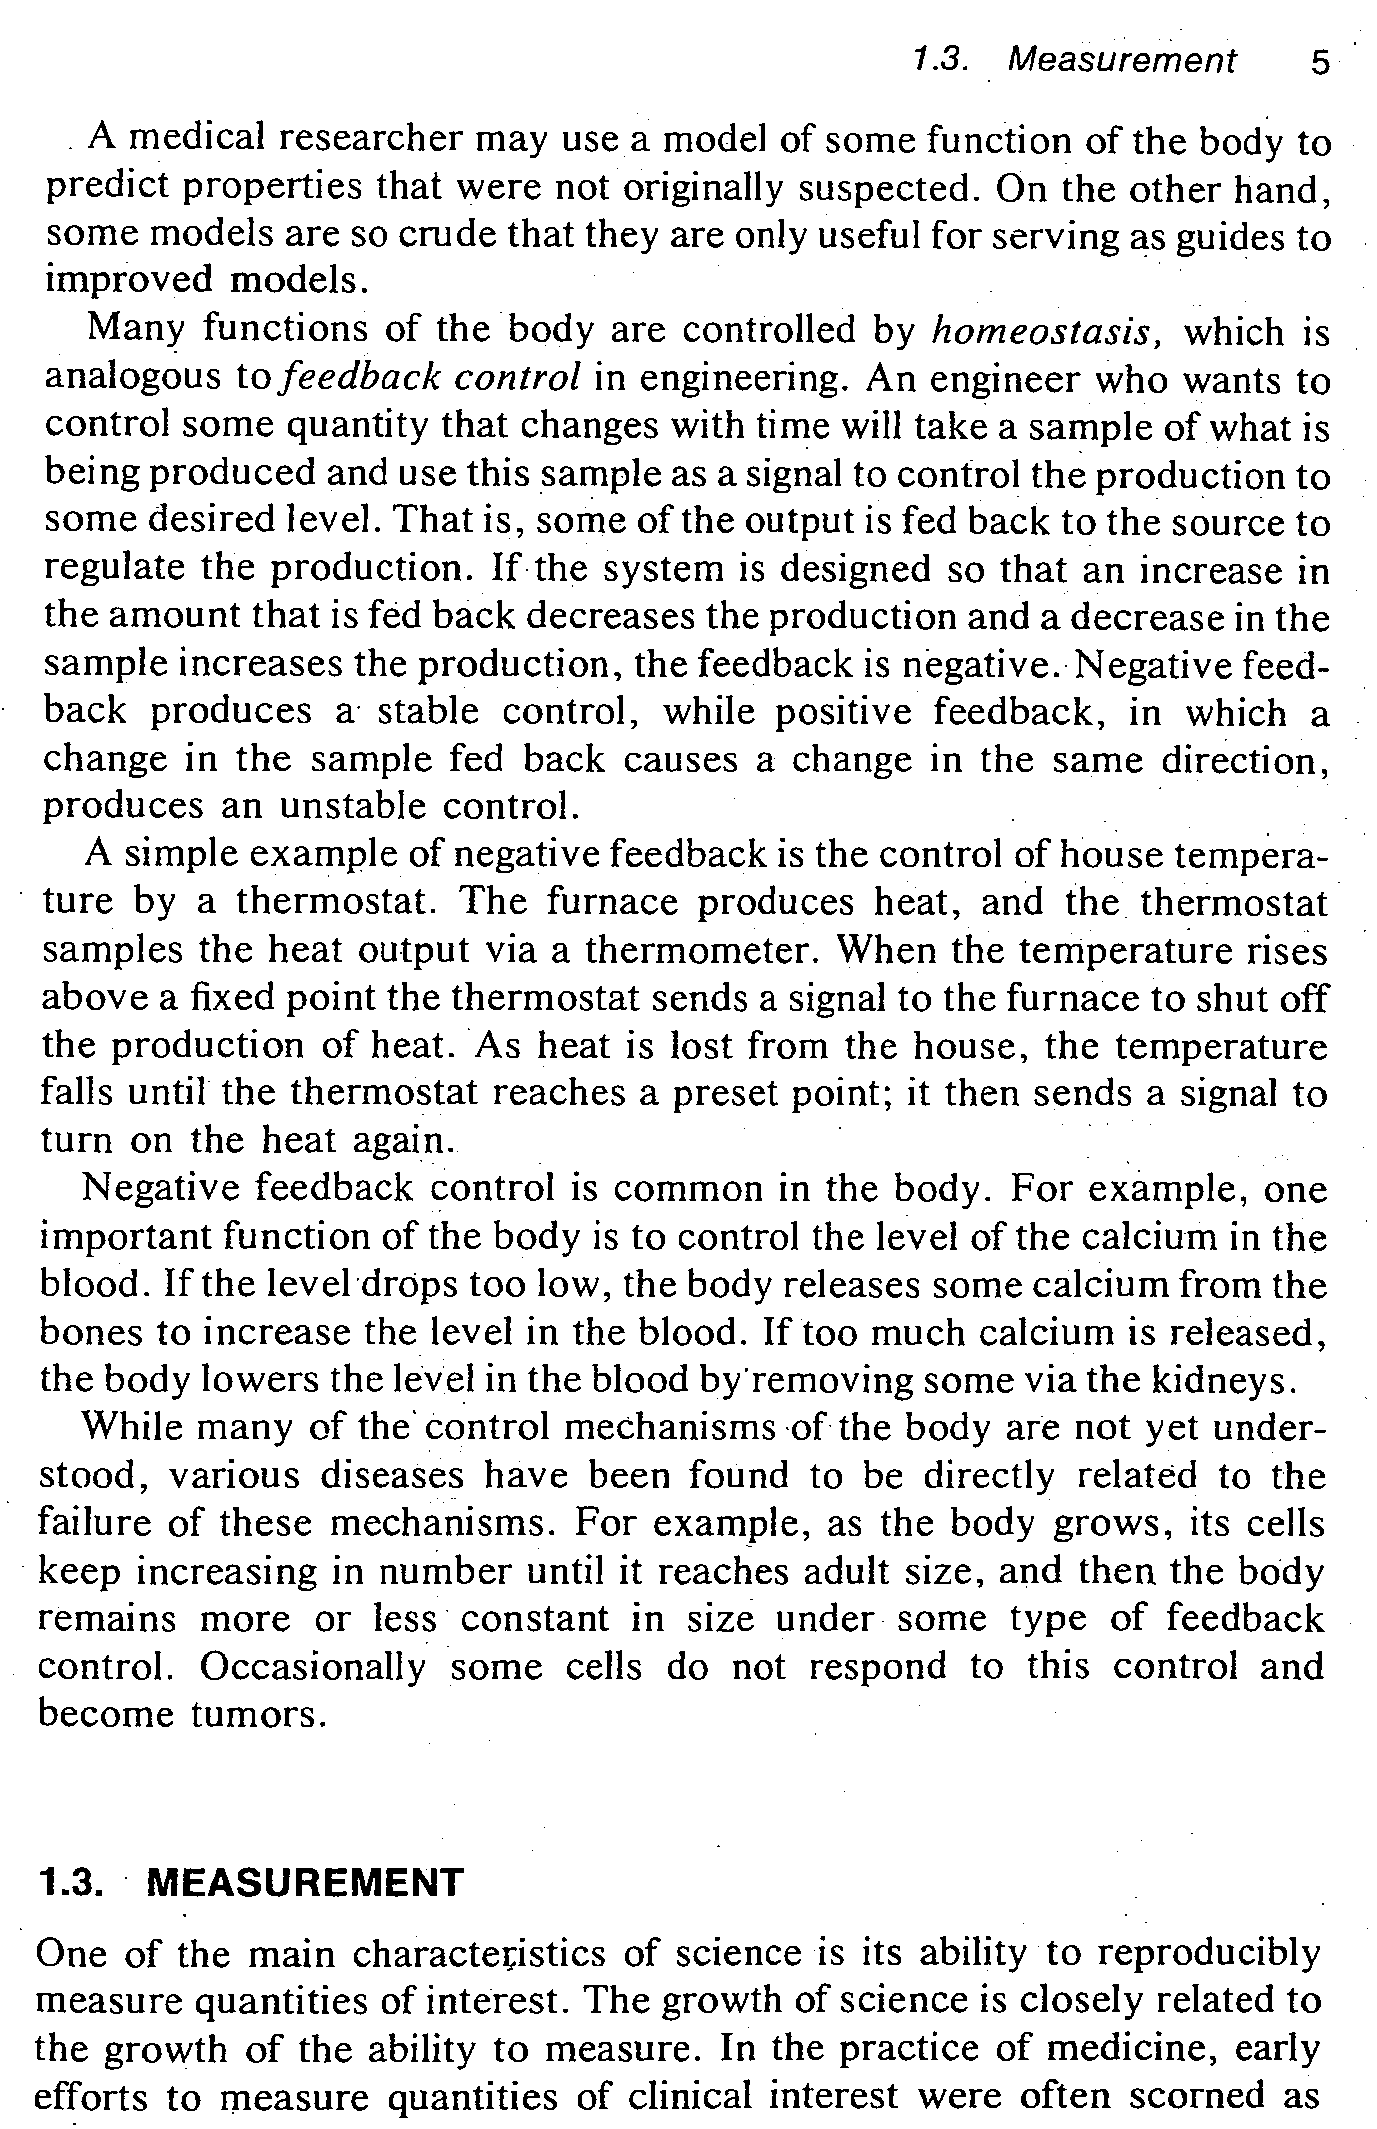 1.3. Measurement 5
A medical researcher may use a model of some function of the body to
predict properties that were not originally suspected. On the other hand,
some models are so crude that they are only useful for serving as guides to
improved models.
Many functions of the body are controlled by homeostasis, which is
analogous to feedback control in engineering. An engineer who wants to
control some quantity that changes with time will take a sample of what is
being produced and use this sample as a signal to control the production to
some desired level. That is, some of the output is fed back to the source to
regulate the production. If the system is designed so that an increase in
the amount that is fed back decreases the production and a decrease in the
sample increases the production, the feedback is negative. Negative feed-
back produces a stable control, while positive feedback, in which a
change in the sample fed back causes a change in the same direction,
produces an unstable control.
A simple example of negative feedback is the control of house tempera-
ture by a thermostat. The furnace produces heat, and the thermostat
samples the heat output via a thermometer. When the temperature rises
above a fixed point the thermostat sends a signal to the furnace to shut off
the production of heat. As heat is lost from the house, the temperature
falls until the thermostat reaches a preset point; it then sends a signal to
turn on the heat again.
Negative feedback control is common in the body. For example, one
important function of the body is to control the level of the calcium in the
blood. If the level drops too low, the body releases some calcium from the
bones to increase the level in the blood. If too much calcium is released,
the body lowers the level in the blood by removing some via the kidneys.
While many of the control mechanisms of the body are not yet under-
stood, various diseases have been found to be directly related to the
failure of these mechanisms. For example, as the body grows, its cells
keep increasing in number until it reaches adult size, and then the body
remains more or less constant in size under some type of feedback
control. Occasionally some cells do not respond to this control and
become tumors.
1.3. MEASUREMENT
One of the main characteristics of science is its ability to reproducibly
measure quantities of interest. The growth of science is closely related to
the growth of the ability to measure. In the practice of medicine, early
efforts to measure quantities of clinical interest were often scorned as